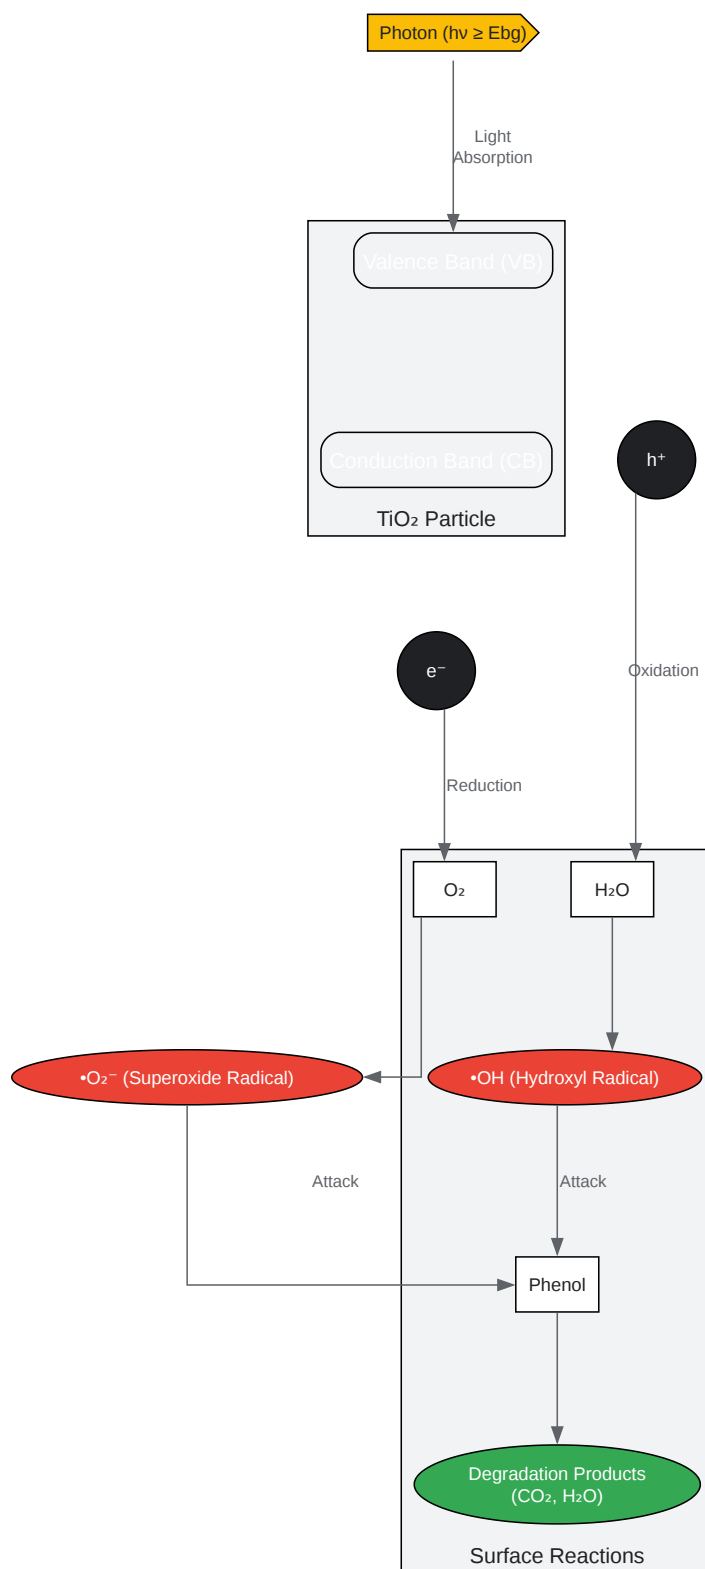 Photon (hν ≥ Ebg)
Light
Absorption
Valence Band (VB)
Conduction Band (CB)
h⁺
TiO₂ Particle
e⁻
Oxidation
Reduction
O₂
H₂O
•O₂⁻ (Superoxide Radical)
•OH (Hydroxyl Radical)
Attack
Attack
Phenol
Degradation Products
(CO₂, H₂O)
Surface Reactions